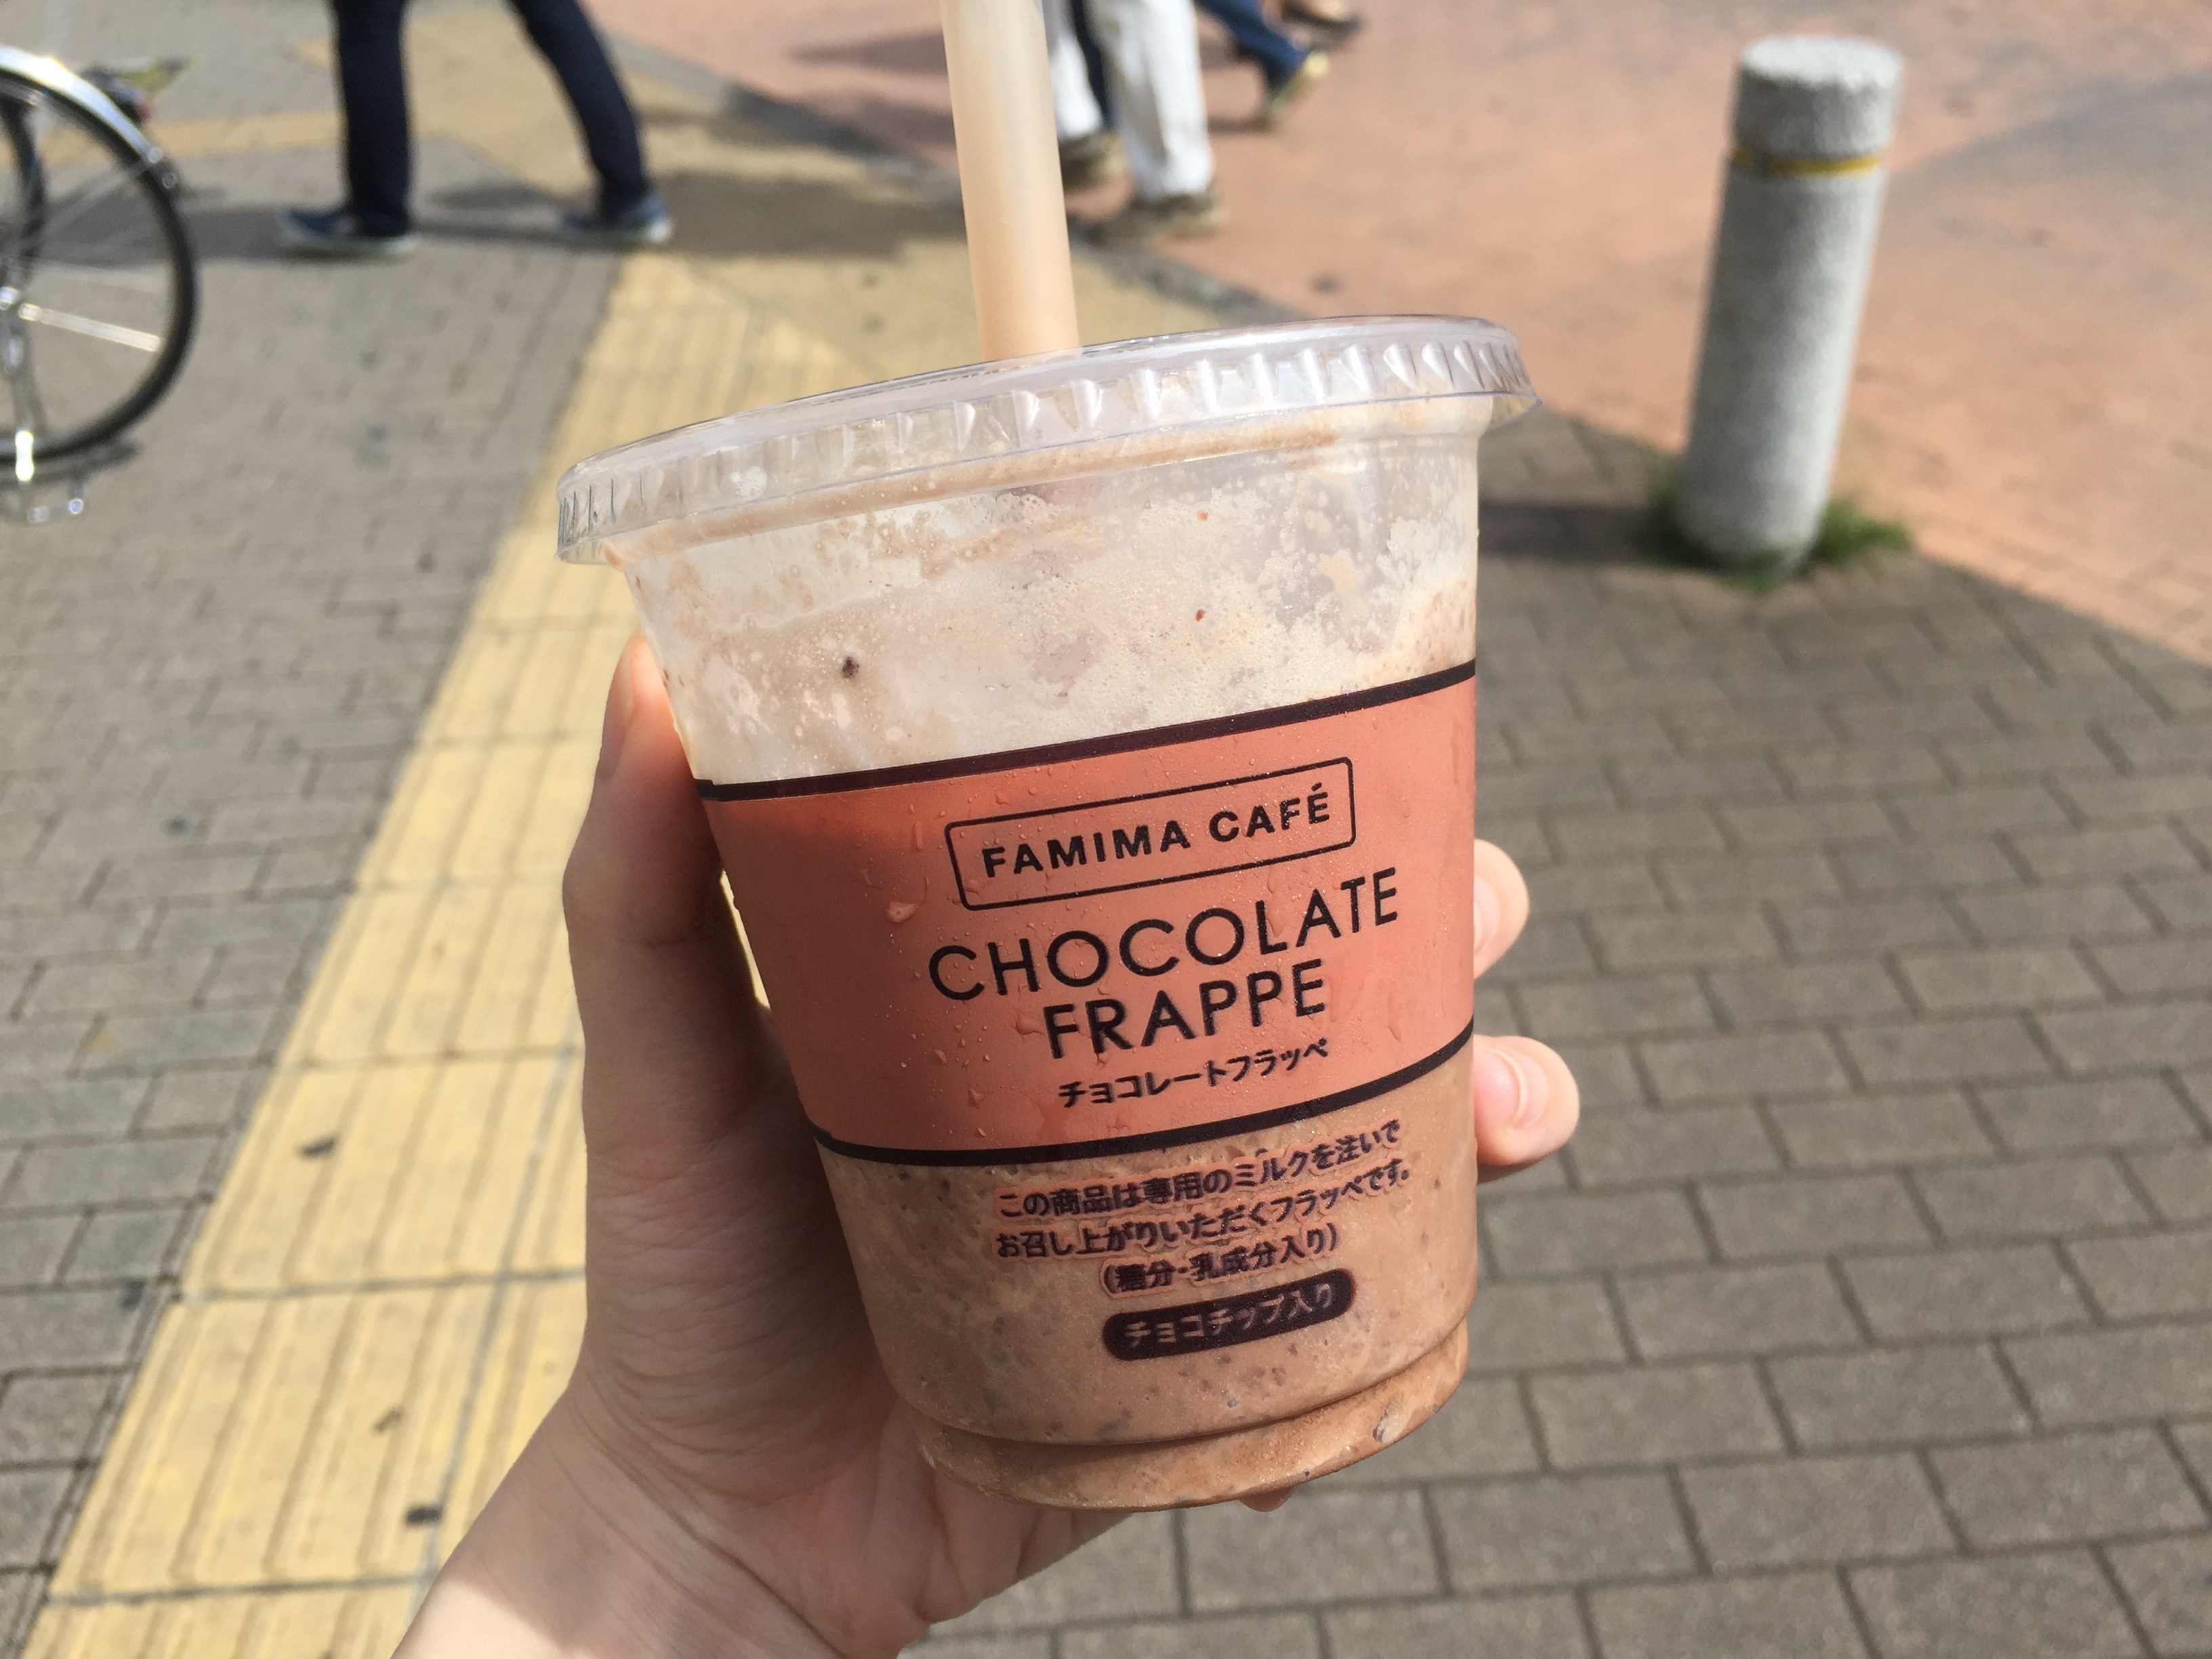 FAMIMA CAFÉ
CHOCOLATE
FRAPPE
チョコレートフラッペ
この商品は専用のミルクを注いで
お召し上がりいただくフラッペです。
(糖分・乳成分入り)
チョコチップ入り